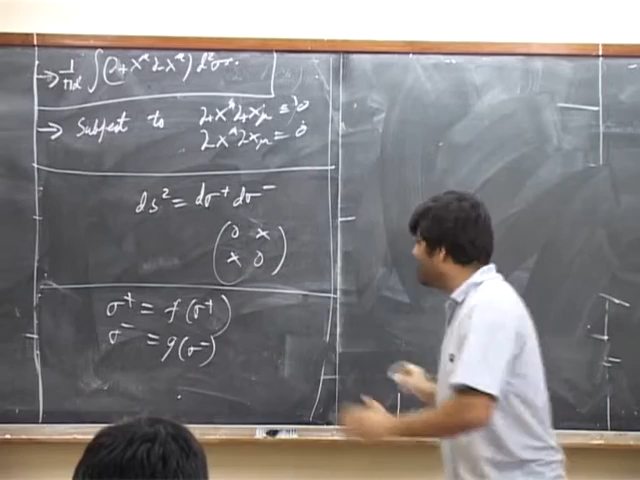 → 1/πα' ∫(∂₊X^μ ∂₋X^μ) d²σ.
→ Subject to ∂₊X^μ ∂₊X_μ = 0
∂₋X^μ ∂₋X_μ = 0
ds² = dσ⁺ dσ⁻
( 0 x
x 0 )
σ⁺ = f(σ⁺)
σ⁻ = g(σ⁻)